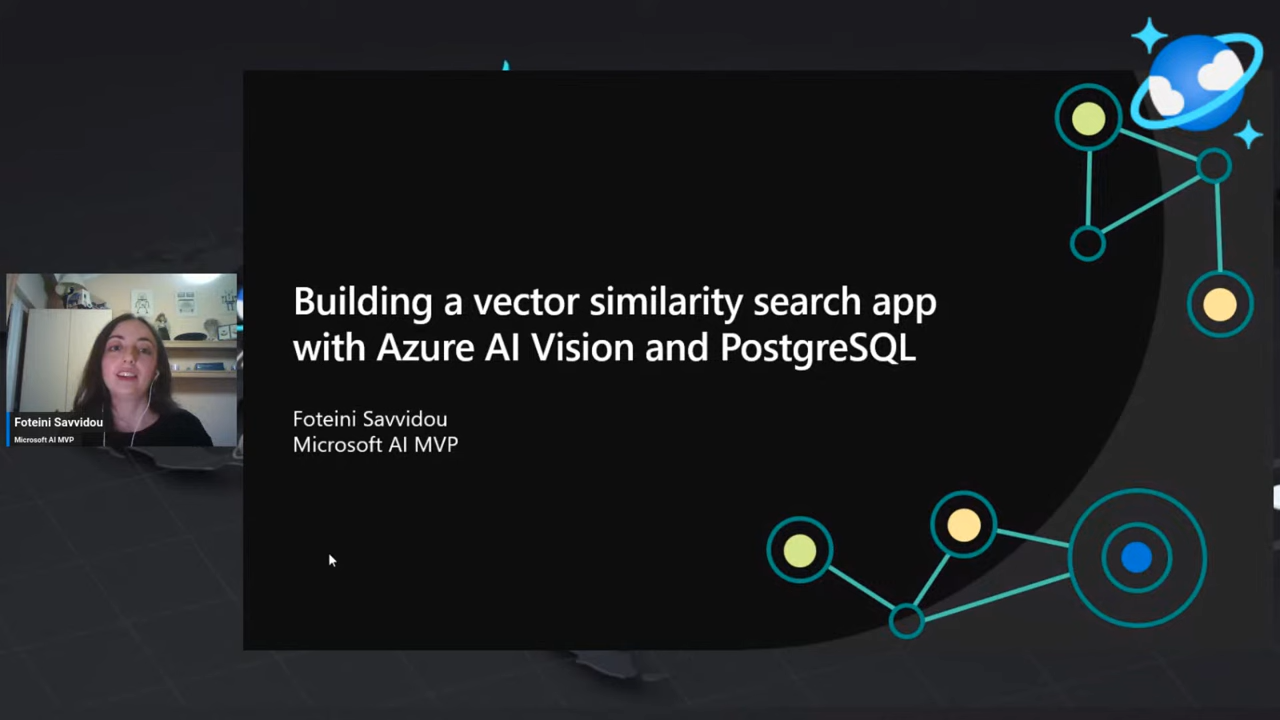 Building a vector similarity search app
with Azure AI Vision and PostgreSQL
Foteini Savvidou
Microsoft AI MVP
Foteini Savvidou
Microsoft AI MVP